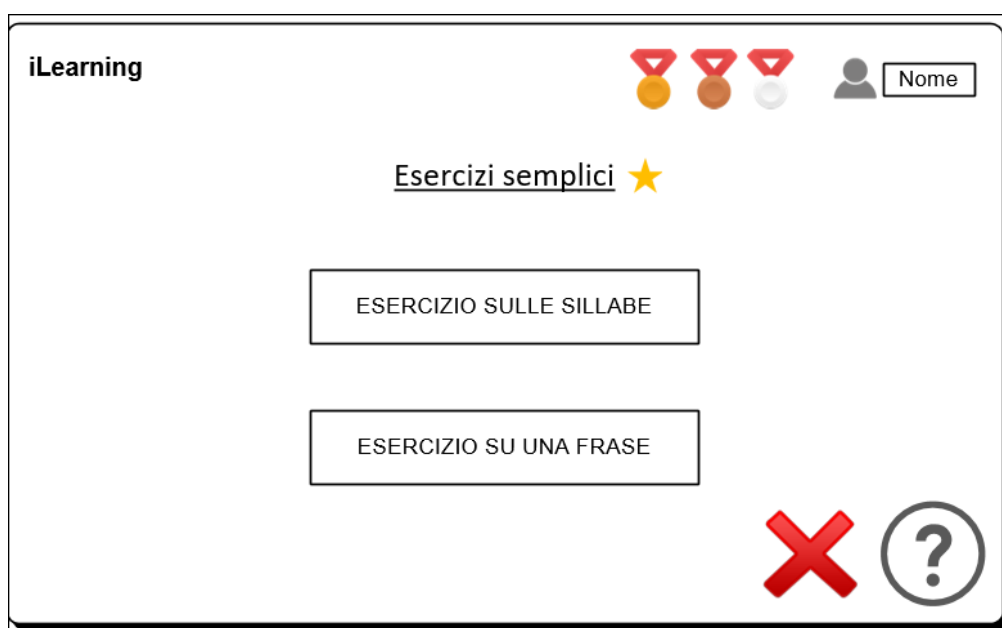 iLearning
Nome
Esercizi semplici
ESERCIZIO SULLE SILLABE
ESERCIZIO SU UNA FRASE
?